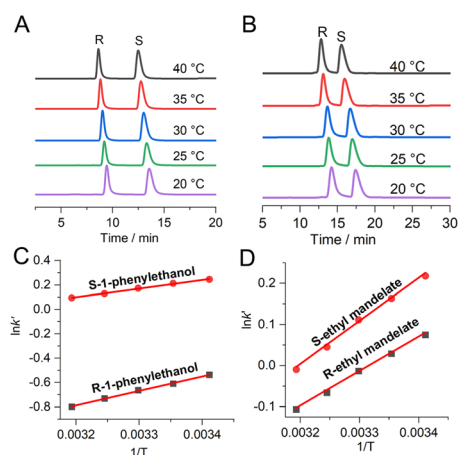 A
R S
40 °C
35 °C
30 °C
25 °C
20 °C
5 10 15 20
Time / min
B
R S
40 °C
35 °C
30 °C
25 °C
20 °C
5 10 15 20 25 30
Time / min
C
lnk'
0.4
0.2
0.0
-0.2
-0.4
-0.6
-0.8
S-1-phenylethanol
R-1-phenylethanol
0.0032 0.0033 0.0034
1/T
D
lnk'
0.2
0.1
0.0
-0.1
S-ethyl mandelate
R-ethyl mandelate
0.0032 0.0033 0.0034
1/T